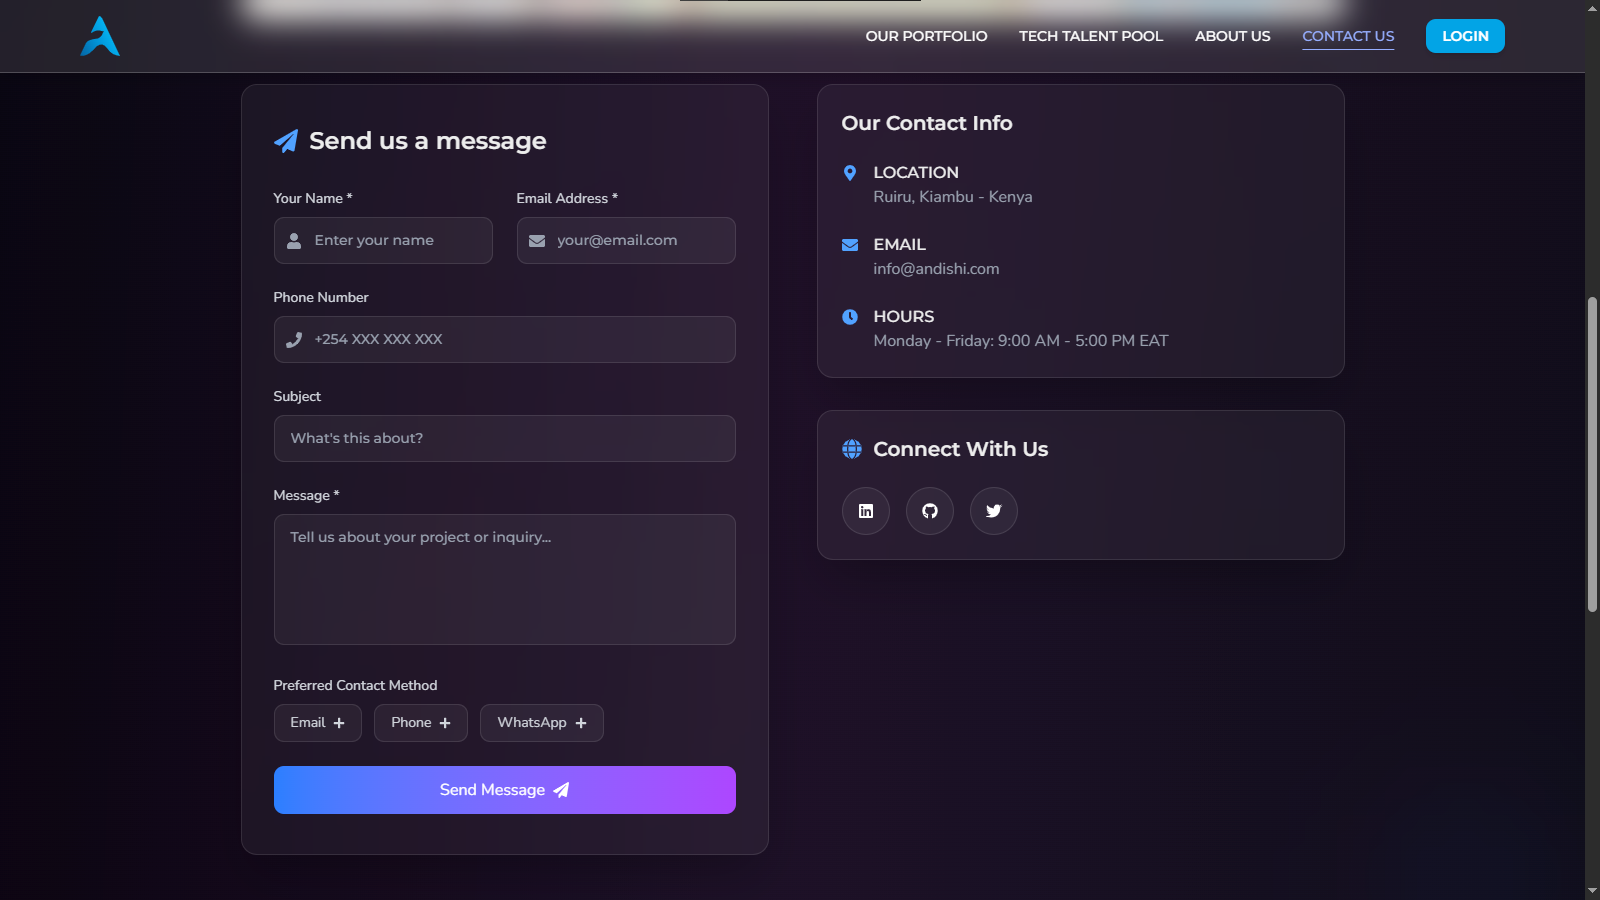 OUR PORTFOLIO TECH TALENT POOL ABOUT US CONTACT US LOGIN
Send us a message
Your Name * Email Address *
Enter your name your@email.com
Phone Number
+254 XXX XXX XXX
Subject
What's this about?
Message *
Tell us about your project or inquiry...
Preferred Contact Method
Email Phone WhatsApp
Send Message
Our Contact Info
LOCATION
Ruiru, Kiambu - Kenya
EMAIL
info@andishi.com
HOURS
Monday - Friday: 9:00 AM - 5:00 PM EAT
Connect With Us